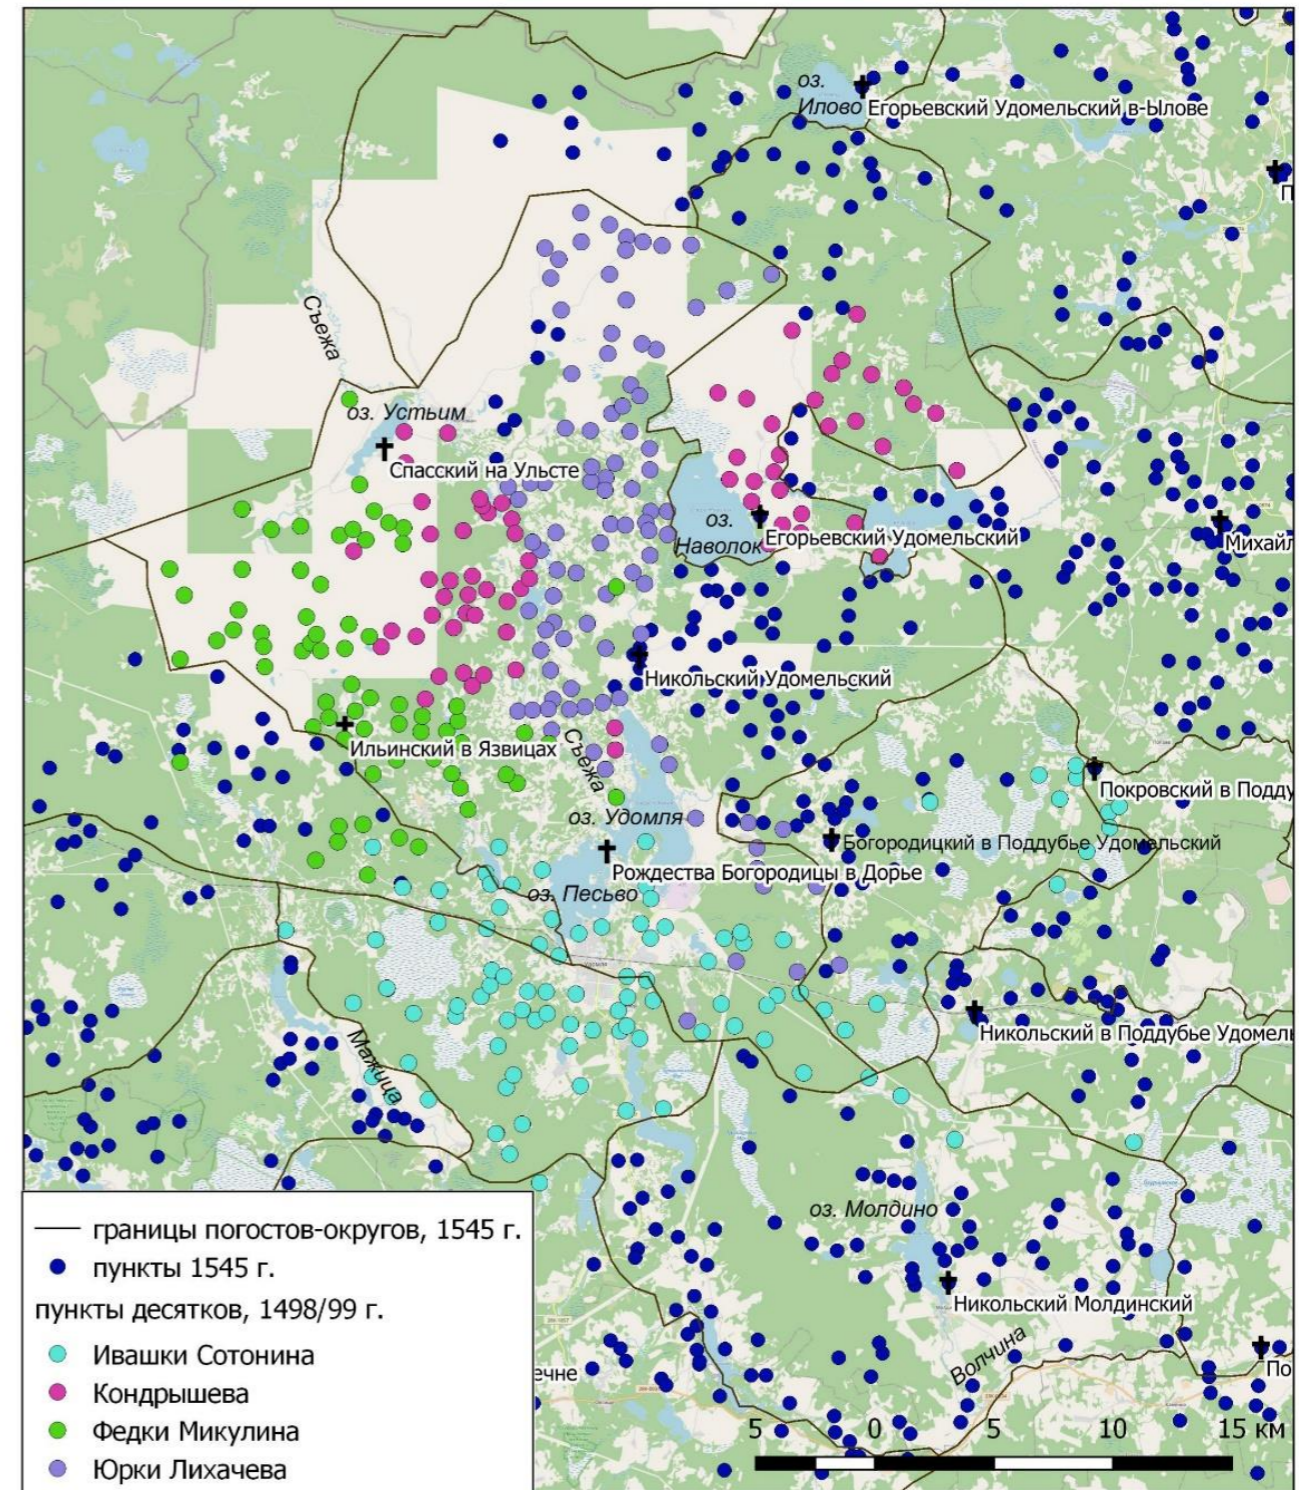 оз.
Илово
Егорьевский Удомельский в-Ылове
П
Съежа
оз. Устьим
Спасский на Ульсте
оз.
Наволок
Егорьевский Удомельский
Михайл
Никольский Удомельский
Ильинский в Язвицах
Съежа
Покровский в Подду
оз. Удомля
Богородицкий в Поддубье Удомельский
Рождества Богородицы в Дорье
оз. Песьво
Никольский в Поддубье Удомель
Мажица
оз. Молдино
Никольский Молдинский
Волчина
По
ечне
границы погостов-округов, 1545 г.
пункты 1545 г.
пункты десятков, 1498/99 г.
Ивашки Сотонина
Кондрышева
Федки Микулина
Юрки Лихачева
5 0 5 10 15 км